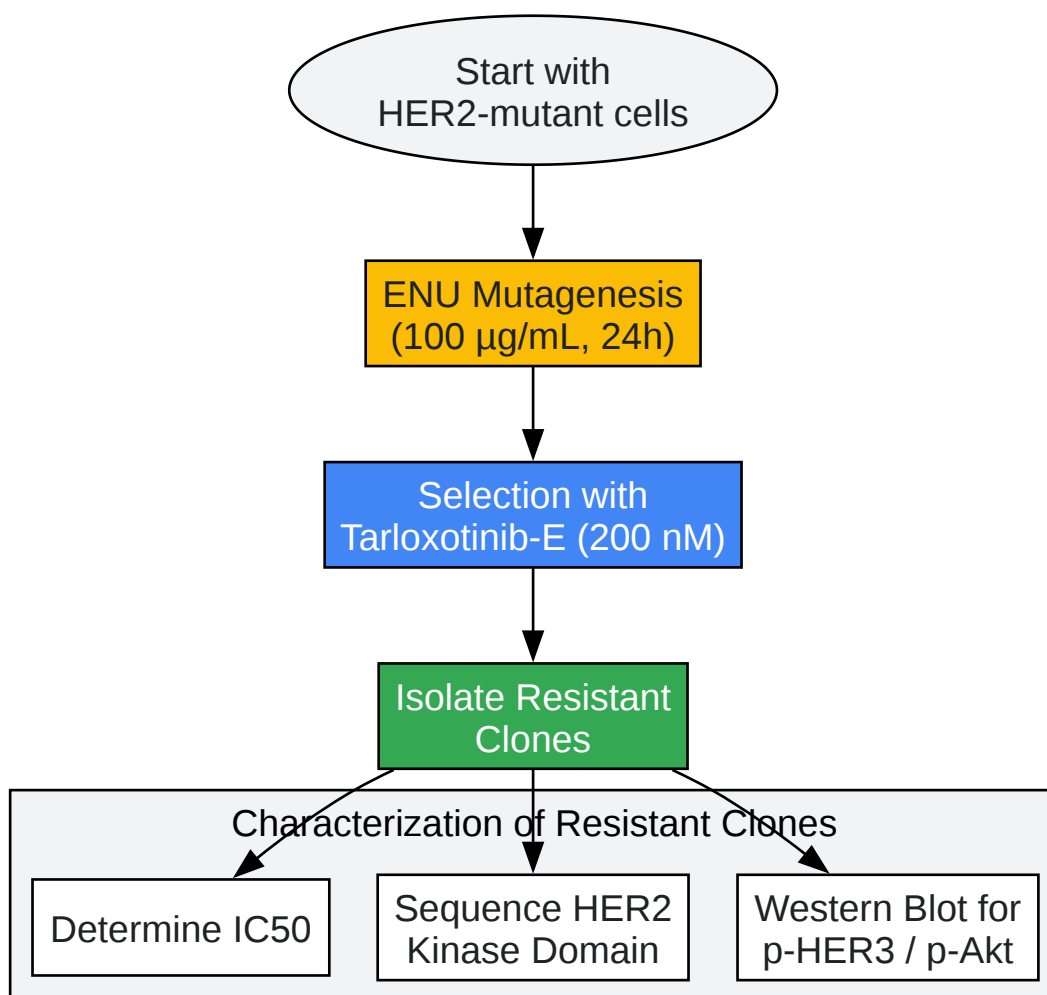 Start with
HER2-mutant cells
ENU Mutagenesis
(100 µg/mL, 24h)
Selection with
Tarloxotinib-E (200 nM)
Isolate Resistant
Clones
Characterization of Resistant Clones
Determine IC50
Sequence HER2
Kinase Domain
Western Blot for
p-HER3 / p-Akt